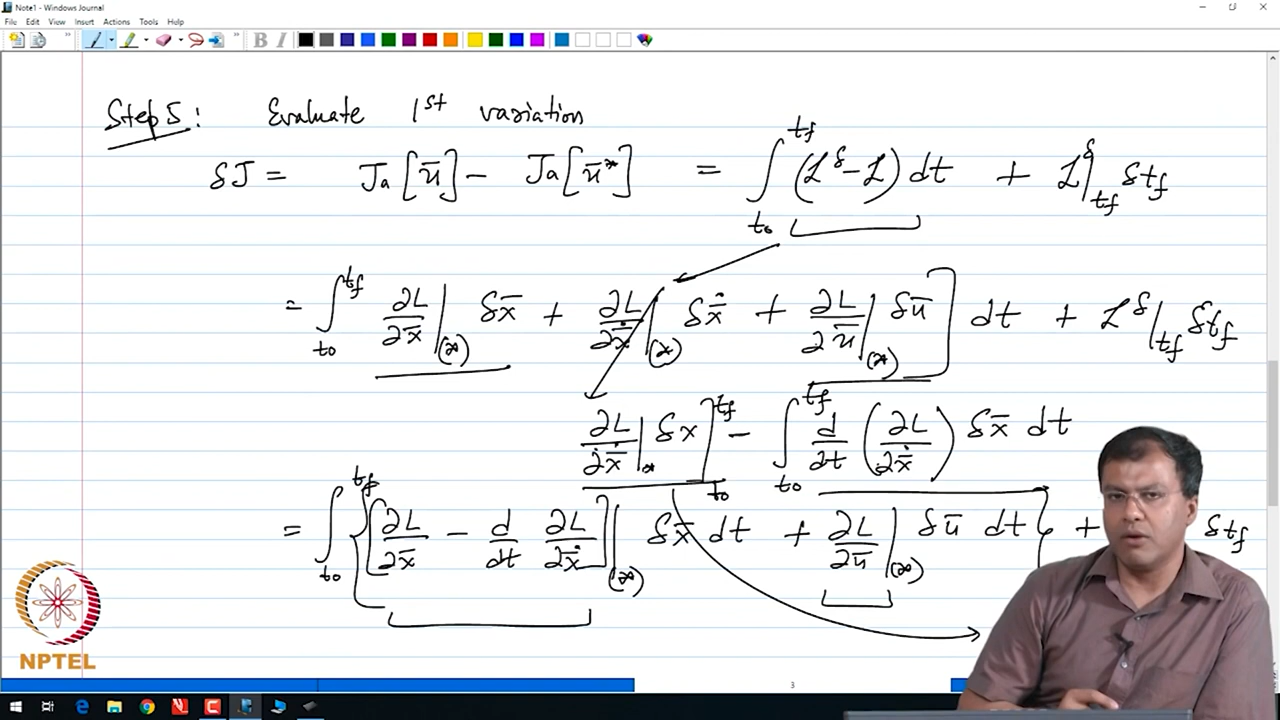 Note1 - Windows Journal
File Edit View Insert Actions Tools Help
B I
Step 5: Evaluate 1st variation
δJ = Ja[ū] - Ja[ū*] = ∫_{t0}^{tf} (ℒ^δ - ℒ) dt + ℒ^δ|_{tf} δtf
= ∫_{t0}^{tf} ∂L/∂x̄|_(*) δx̄ + ∂L/∂ẋ̄|_(*) δẋ̄ + ∂L/∂ū|_(*) δū ] dt + ℒ^δ|_{tf} δtf
∂L/∂ẋ̄|_* δx ]_{t0}^{tf} - ∫_{t0}^{tf} d/dt (∂L/∂ẋ̄) δx̄ dt
= ∫_{t0}^{tf} { [∂L/∂x̄ - d/dt ∂L/∂ẋ̄]|_(*) δx̄ dt + ∂L/∂ū|_(*) δū dt } + δtf
NPTEL
3